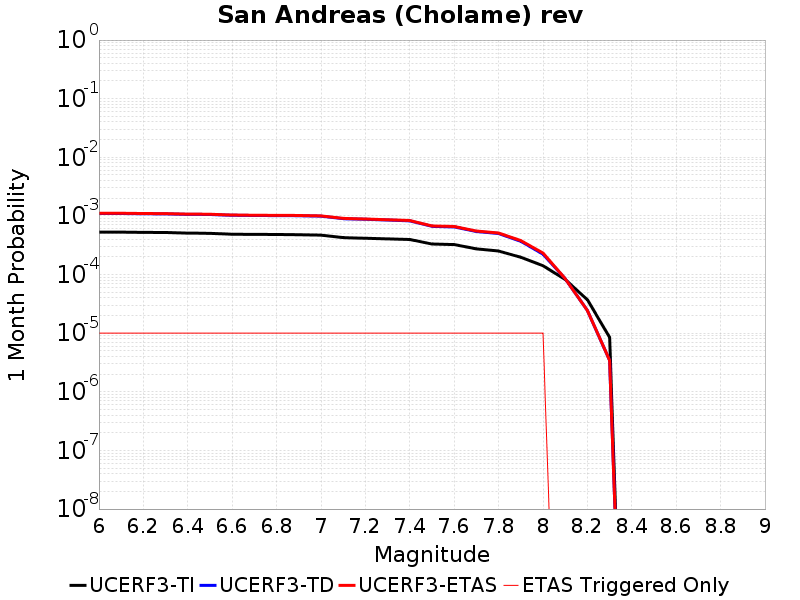 San Andreas (Cholame) rev
1 Month Probability
10^0
10^-1
10^-2
10^-3
10^-4
10^-5
10^-6
10^-7
10^-8
6 6.2 6.4 6.6 6.8 7 7.2 7.4 7.6 7.8 8 8.2 8.4 8.6 8.8 9
Magnitude
UCERF3-TI UCERF3-TD UCERF3-ETAS ETAS Triggered Only